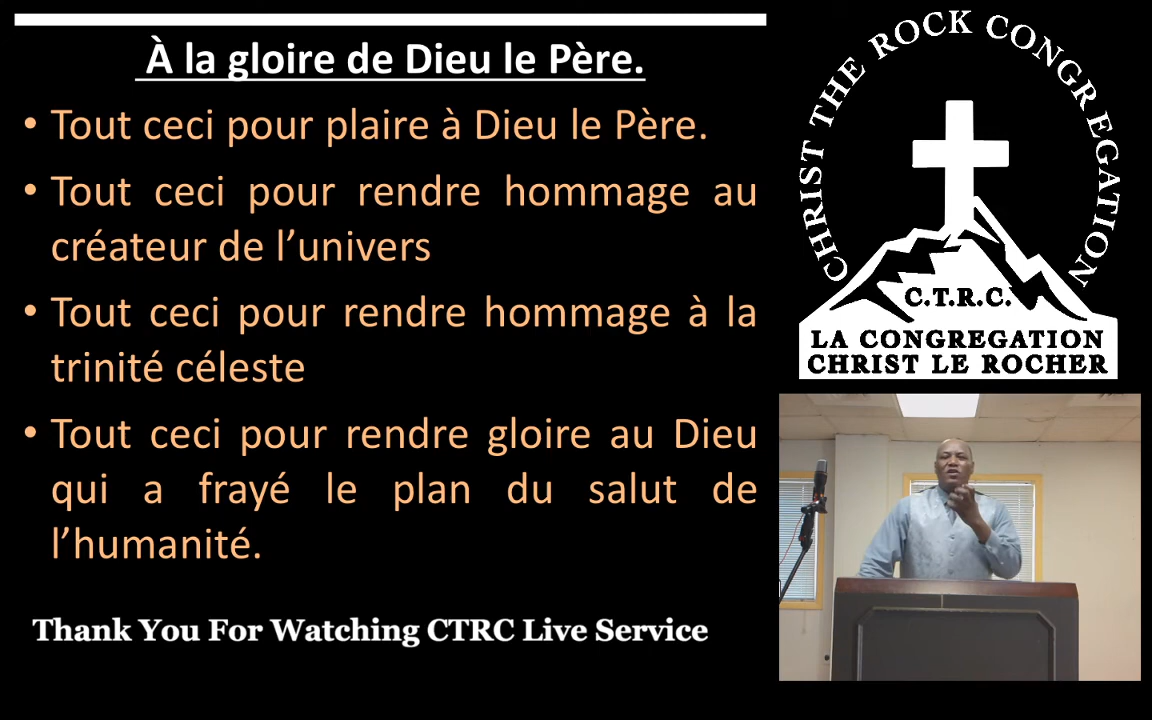 À la gloire de Dieu le Père.
• Tout ceci pour plaire à Dieu le Père.
• Tout ceci pour rendre hommage au
créateur de l’univers
• Tout ceci pour rendre hommage à la
trinité céleste
• Tout ceci pour rendre gloire au Dieu
qui a frayé le plan du salut de
l’humanité.
Thank You For Watching CTRC Live Service
CHRIST THE ROCK CONGREGATION
C.T.R.C.
LA CONGREGATION
CHRIST LE ROCHER